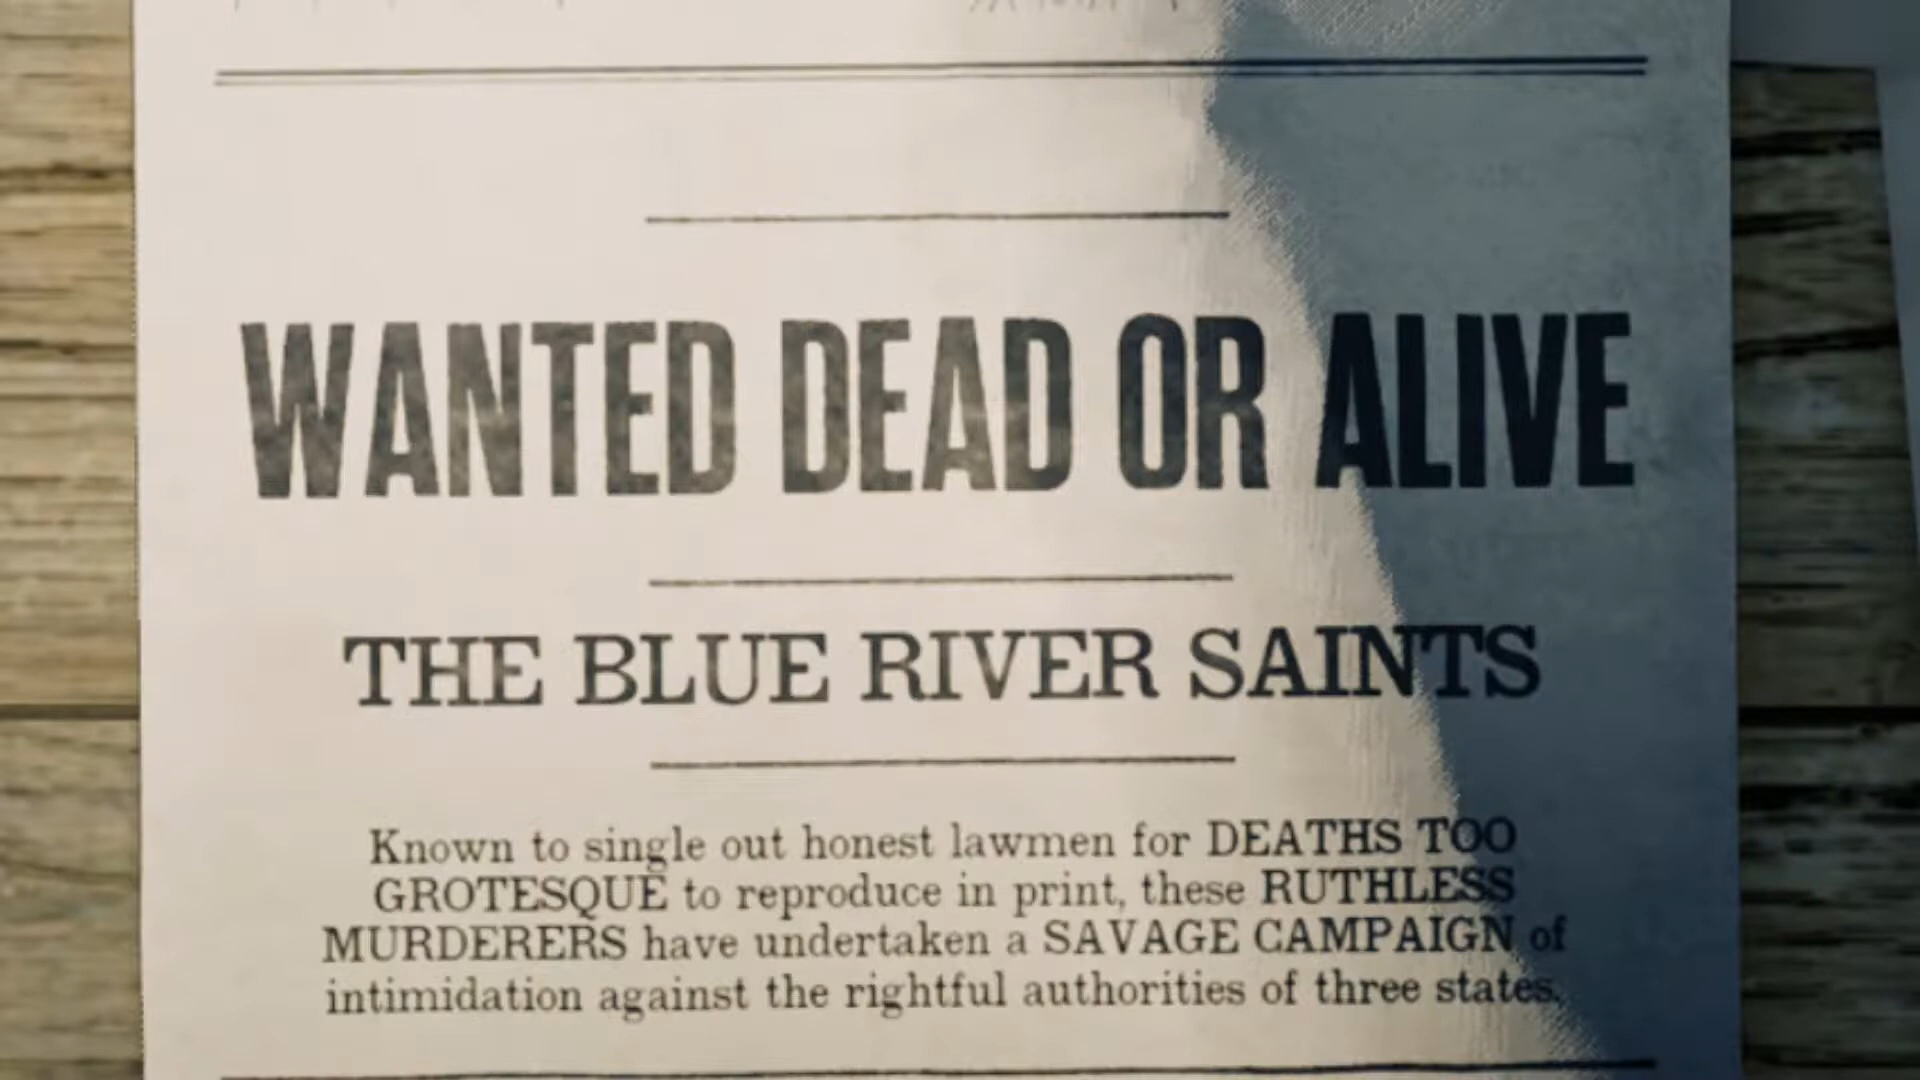 WANTED DEAD OR ALIVE
THE BLUE RIVER SAINTS
Known to single out honest lawmen for DEATHS TOO
GROTESQUE to reproduce in print, these RUTHLESS
MURDERERS have undertaken a SAVAGE CAMPAIGN of
intimidation against the rightful authorities of three states.